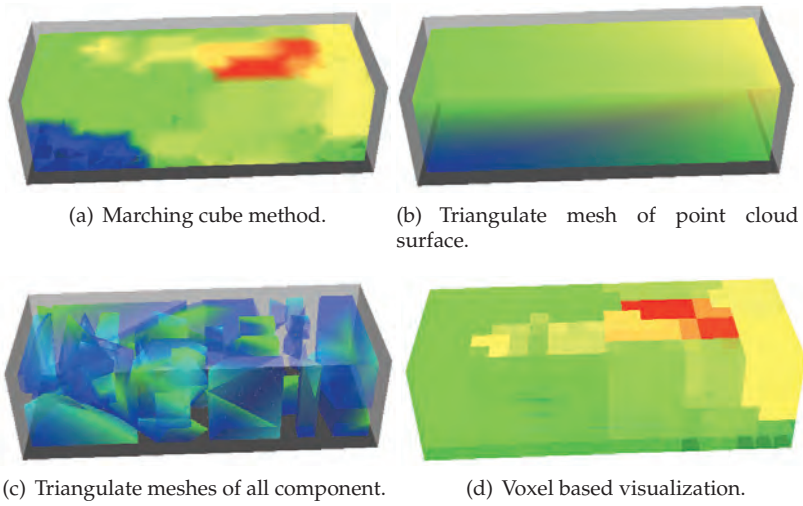 (a) Marching cube method.
(b) Triangulate mesh of point cloud
surface.
(c) Triangulate meshes of all component.
(d) Voxel based visualization.